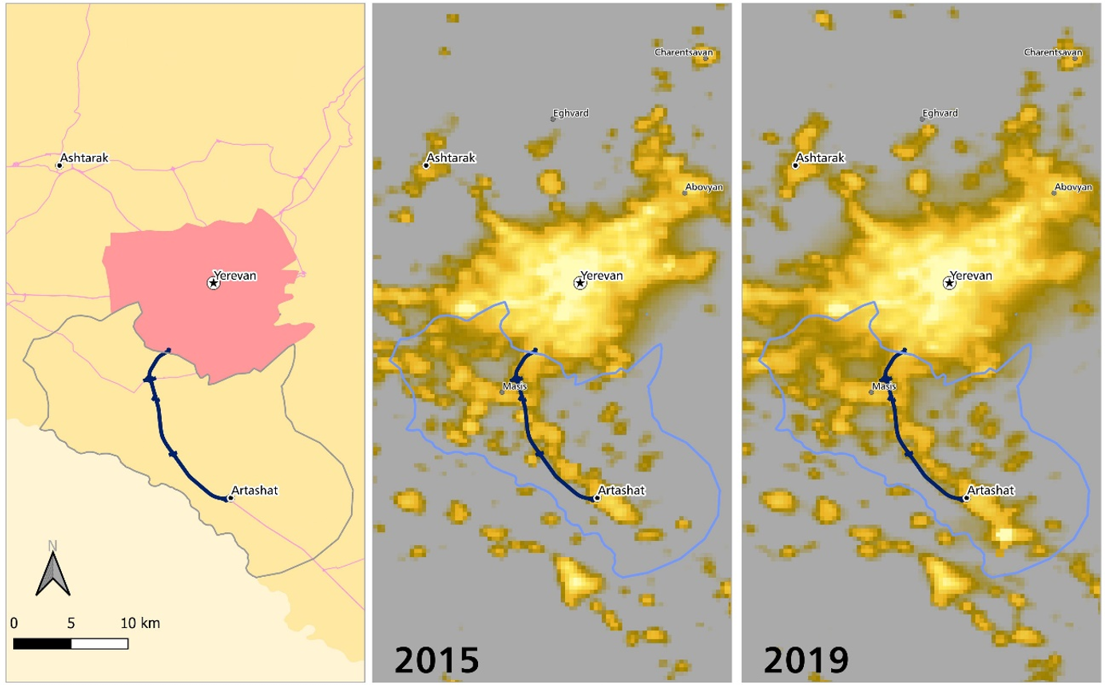 Ashtarak
Yerevan
Artashat
N
0 5 10 km
Charentsavan
Eghvard
Ashtarak
Abovyan
Yerevan
Masis
Artashat
2015
Charentsavan
Eghvard
Ashtarak
Abovyan
Yerevan
Masis
Artashat
2019